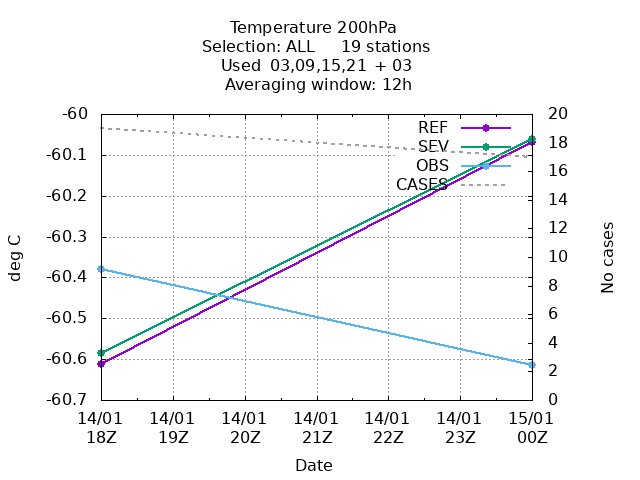 Temperature 200hPa
Selection: ALL     19 stations
Used  03,09,15,21 + 03
Averaging window: 12h
-60
-60.1
-60.2
-60.3
-60.4
-60.5
-60.6
-60.7
deg C
20
18
16
14
12
10
8
6
4
2
0
No cases
REF
SEV
OBS
CASES
14/01 14/01 14/01 14/01 14/01 14/01 15/01
18Z 19Z 20Z 21Z 22Z 23Z 00Z
Date